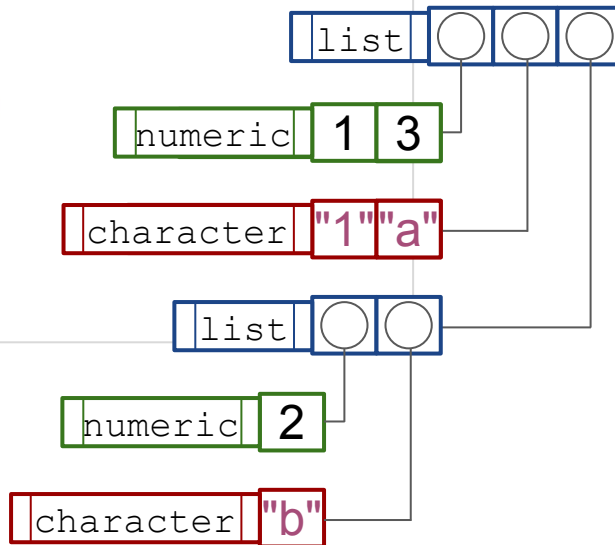 list
numeric 1 3
character "1" "a"
list
numeric 2
character "b"